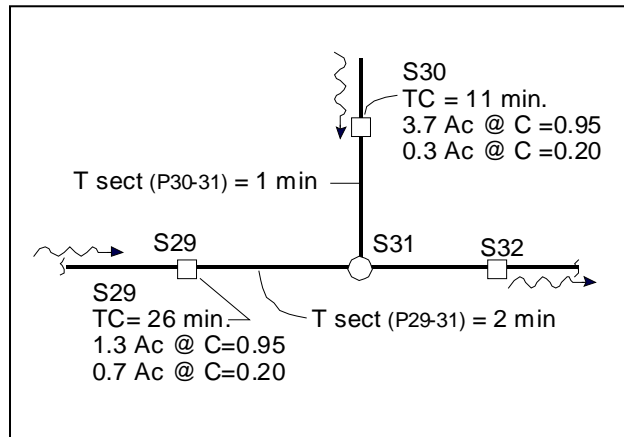 S30
TC = 11 min.
3.7 Ac @ C =0.95
0.3 Ac @ C=0.20
T sect (P30-31) = 1 min
S29
S31
S32
S29
TC= 26 min.
1.3 Ac @ C=0.95
0.7 Ac @ C=0.20
T sect (P29-31) = 2 min